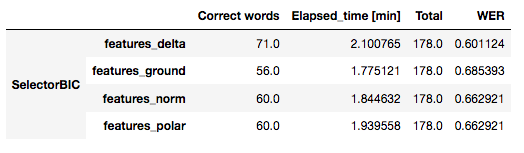 Correct words Elapsed_time [min] Total WER
SelectorBIC features_delta 71.0 2.100765 178.0 0.601124
features_ground 56.0 1.775121 178.0 0.685393
features_norm 60.0 1.844632 178.0 0.662921
features_polar 60.0 1.939558 178.0 0.662921